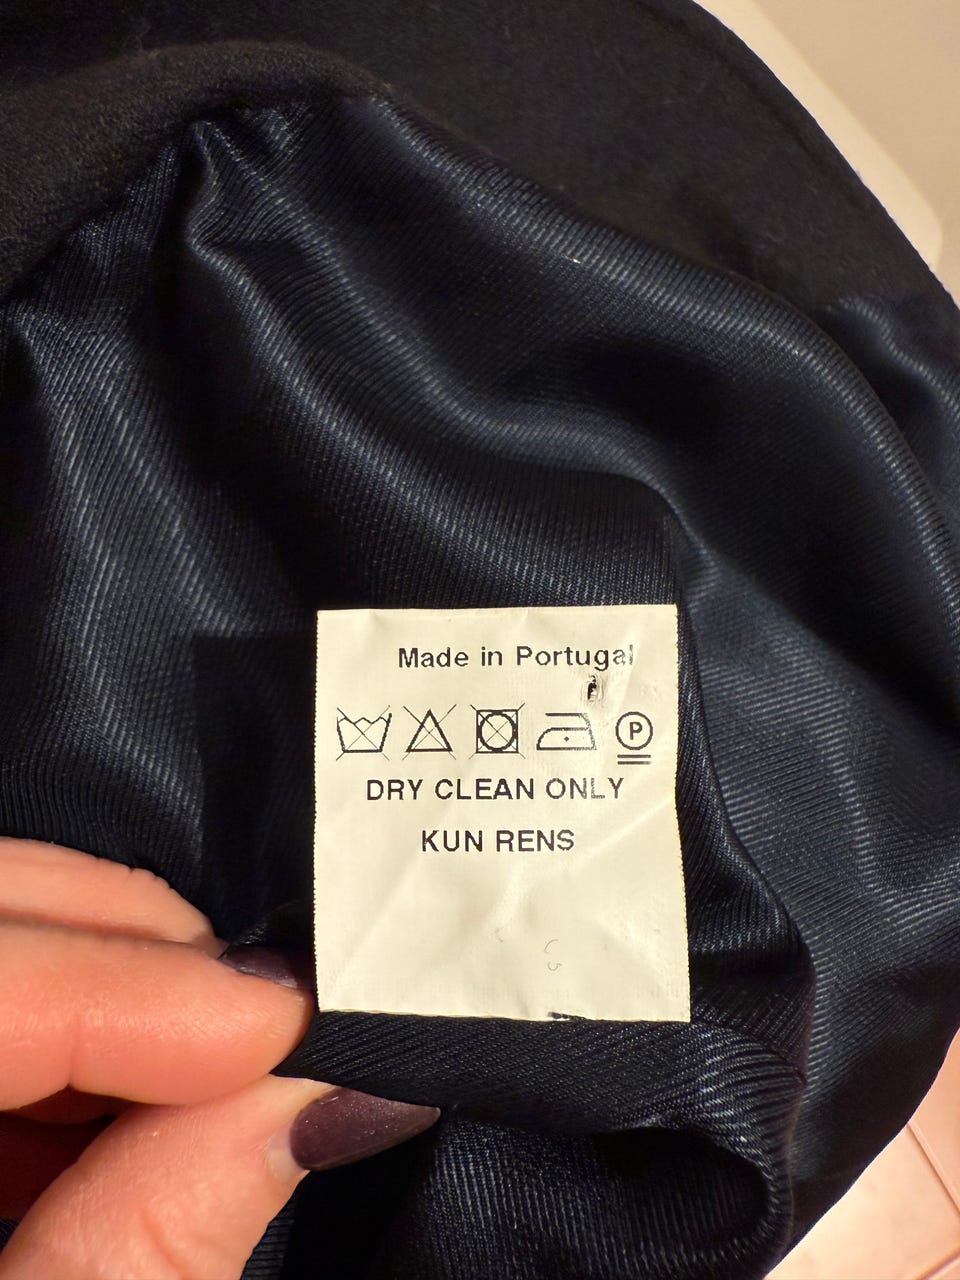 Made in Portugal
P
DRY CLEAN ONLY
KUN RENS